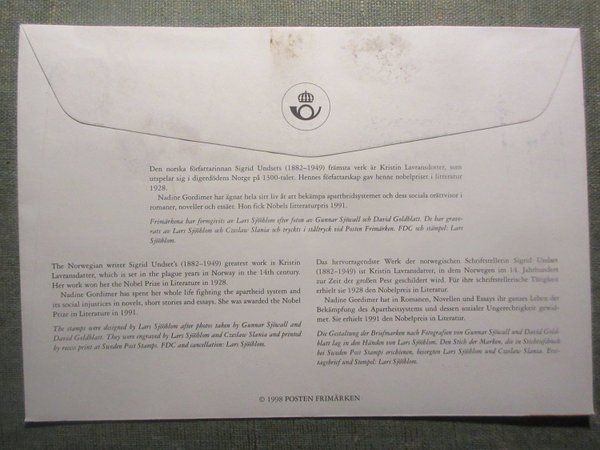 Den norska författarinnan Sigrid Undsets (1882–1949) främsta verk är Kristin Lavransdotter, som
utspelar sig i digerdödens Norge på 1300-talet. Hennes författarskap gav henne nobelpriset i litteratur
1928.
Nadine Gordimer har ägnat hela sitt liv åt att bekämpa apartheidsystemet och dess sociala orättvisor i
romaner, noveller och essäer. Hon fick Nobels litteraturpris 1991.
Frimärkena har formgivits av Lars Sjööblom efter foton av Gunnar Sjöwall och David Goldblatt. De har grave-
rats av Lars Sjööblom och Czeslaw Slania och tryckts i ståltryck vid Posten Frimärken. FDC och stämpel: Lars
Sjööblom.
The Norwegian writer Sigrid Undset's (1882–1949) greatest work is Kristin
Lavransdatter, which is set in the plague years in Norway in the 14th century.
Her work won her the Nobel Prize in Literature in 1928.
Nadine Gordimer has spent her whole life fighting the apartheid system and
its social injustices in novels, short stories and essays. She was awarded the Nobel
Prize in Literature in 1991.
The stamps were designed by Lars Sjööblom after photos taken by Gunnar Sjöwall and
David Goldblatt. They were engraved by Lars Sjööblom and Czeslaw Slania and printed
by recess print at Sweden Post Stamps. FDC and cancellation: Lars Sjööblom.
Das hervorragendste Werk der norwegischen Schriftstellerin Sigrid Undset
(1882–1949) ist Kristin Lavransdatter, in dem Norwegen im 14. Jahrhundert
zur Zeit der großen Pest geschildert wird. Für ihre schriftstellerische Tätigkeit
erhielt sie 1928 den Nobelpreis in Literatur.
Nadine Gordimer hat in Romanen, Novellen und Essays ihr ganzes Leben der
Bekämpfung des Apartheidsystems und dessen sozialer Ungerechtigkeit gewid-
met. Sie erhielt 1991 den Nobelpreis in Literatur.
Die Gestaltung der Briefmarken nach Fotografien von Gunnar Sjöwall und David Gold-
blatt lag in den Händen von Lars Sjööblom. Den Stich der Marken, die im Stichtiefdruck
bei Sweden Post Stamps erschienen, besorgten Lars Sjööblom und Czeslaw Slania. Erst-
tagsbrief und Stempel: Lars Sjööblom.
© 1998 POSTEN FRIMÄRKEN